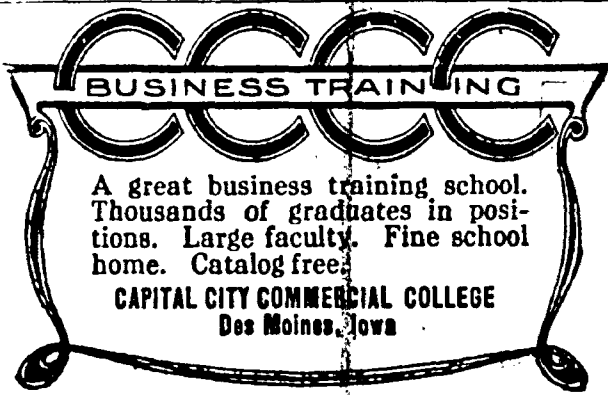 CCCC
BUSINESS TRAINING
A great business training school.
Thousands of graduates in posi-
tions. Large faculty. Fine school
home. Catalog free.
CAPITAL CITY COMMERCIAL COLLEGE
Des Moines, Iowa